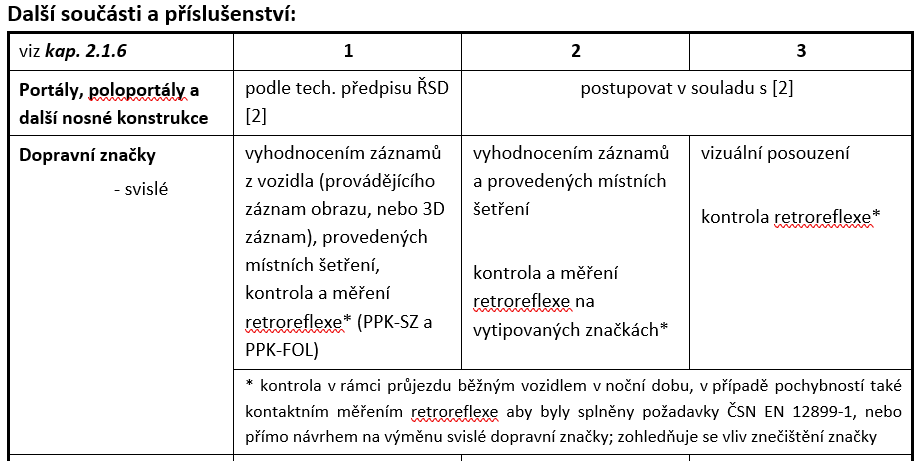 Další součásti a příslušenství:
viz kap. 2.1.6
1
2
3
Portály, poloportály a
další nosné konstrukce
podle tech. předpisu ŘSD
[2]
postupovat v souladu s [2]
Dopravní značky
- svislé
vyhodnocením záznamů
z vozidla (provádějícího
záznam obrazu, nebo 3D
záznam), provedených
místních šetření,
kontrola a měření
retroreflexe* (PPK-SZ a
PPK-FOL)
vyhodnocením záznamů
a provedených místních
šetření
kontrola a měření
retroreflexe na
vytipovaných značkách*
vizuální posouzení
kontrola retroreflexe*
* kontrola v rámci průjezdu běžným vozidlem v noční dobu, v případě pochybností také
kontaktním měřením retroreflexe aby byly splněny požadavky ČSN EN 12899-1, nebo
přímo návrhem na výměnu svislé dopravní značky; zohledňuje se vliv znečištění značky